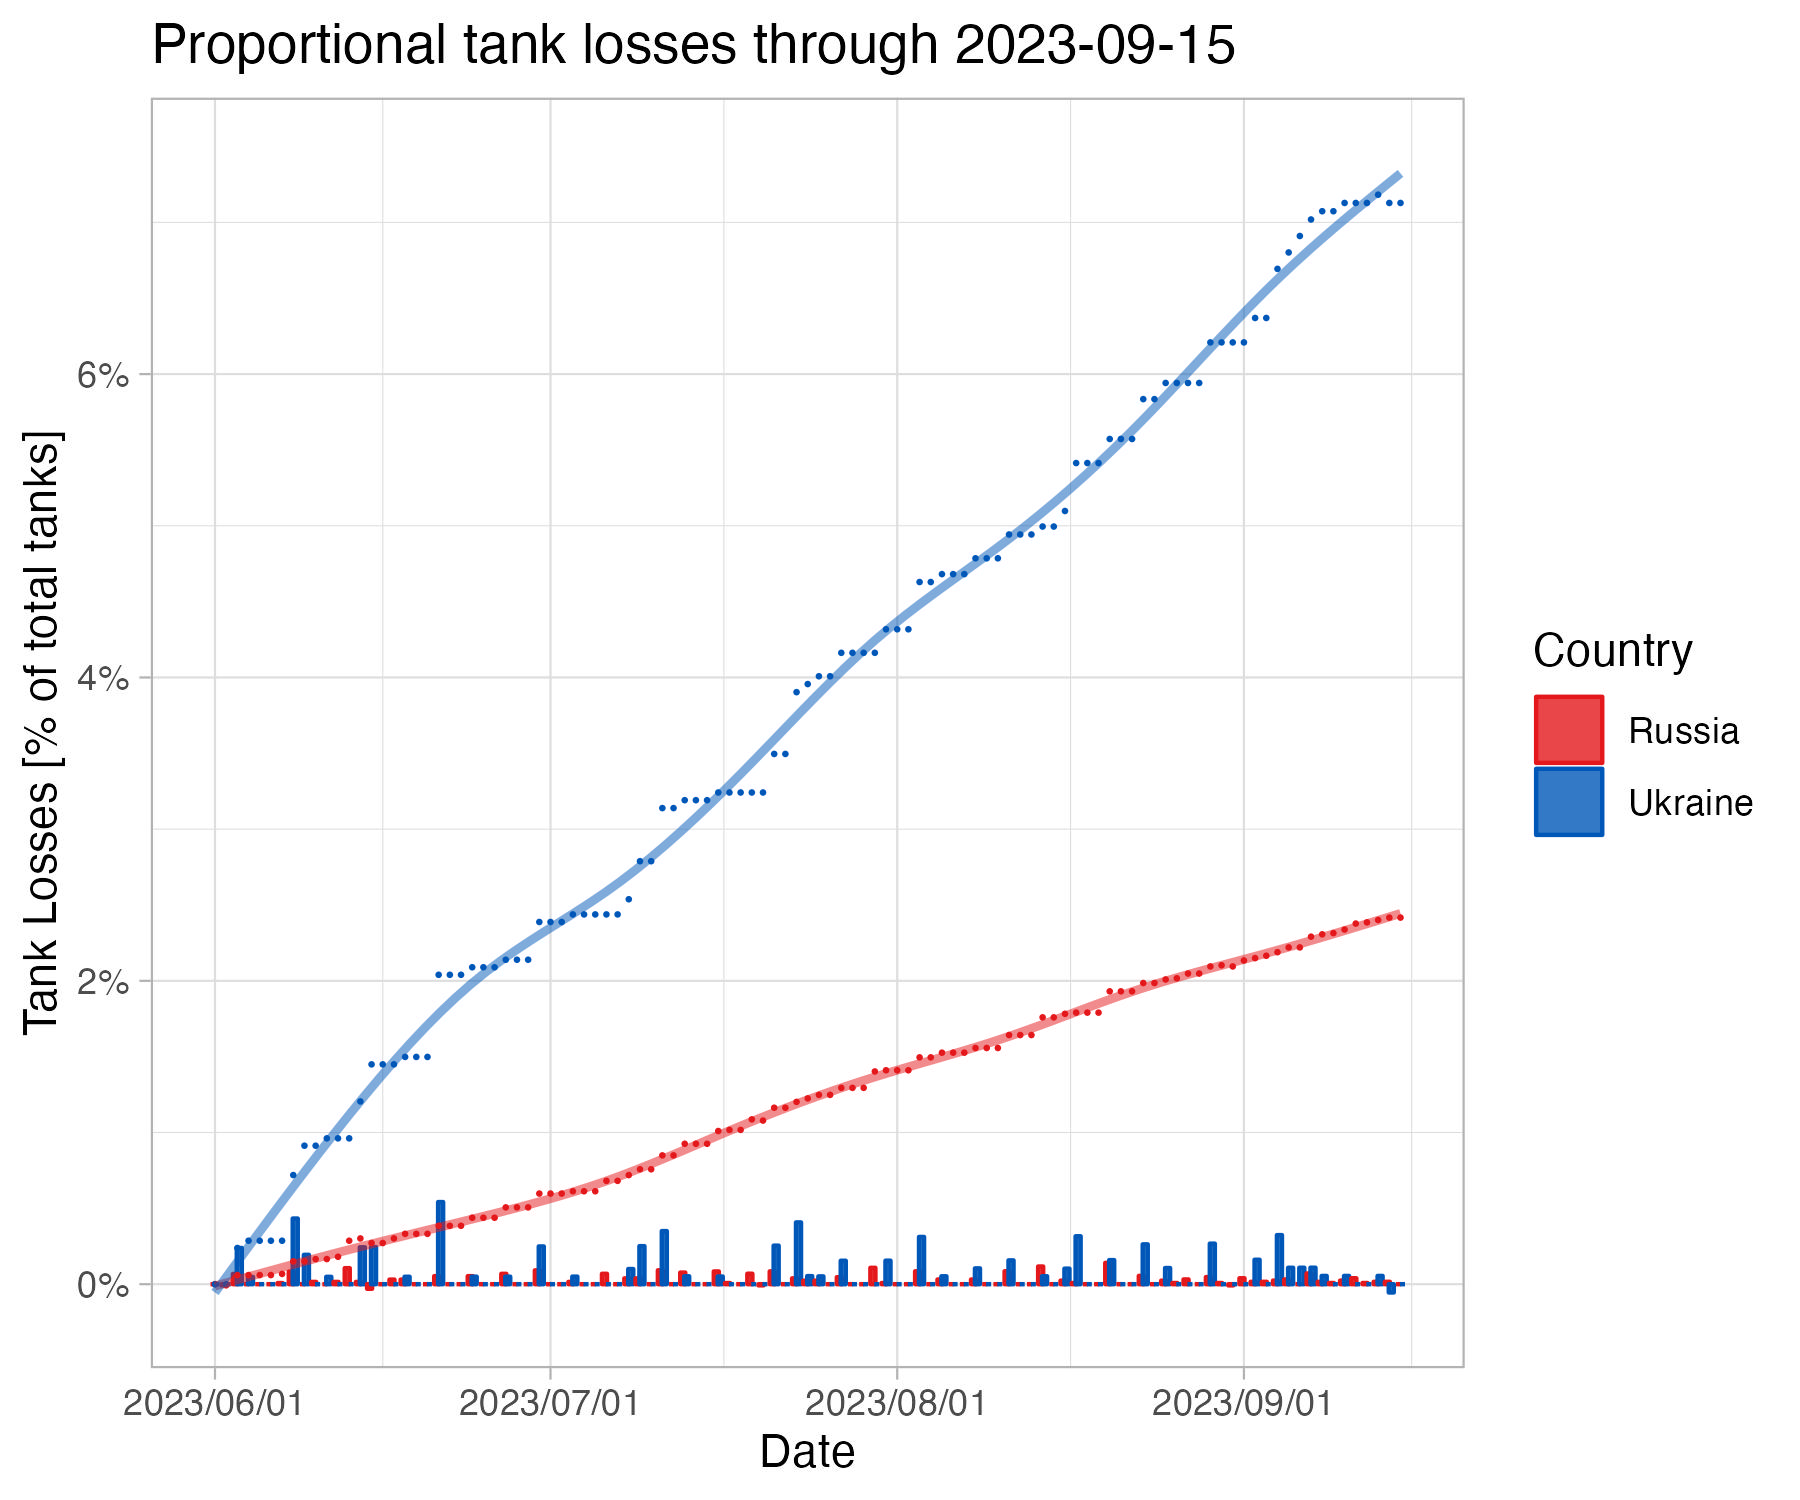 Proportional tank losses through 2023-09-15
Tank Losses [% of total tanks]
6%
4%
2%
0%
2023/06/01
2023/07/01
2023/08/01
2023/09/01
Date
Country
Russia
Ukraine